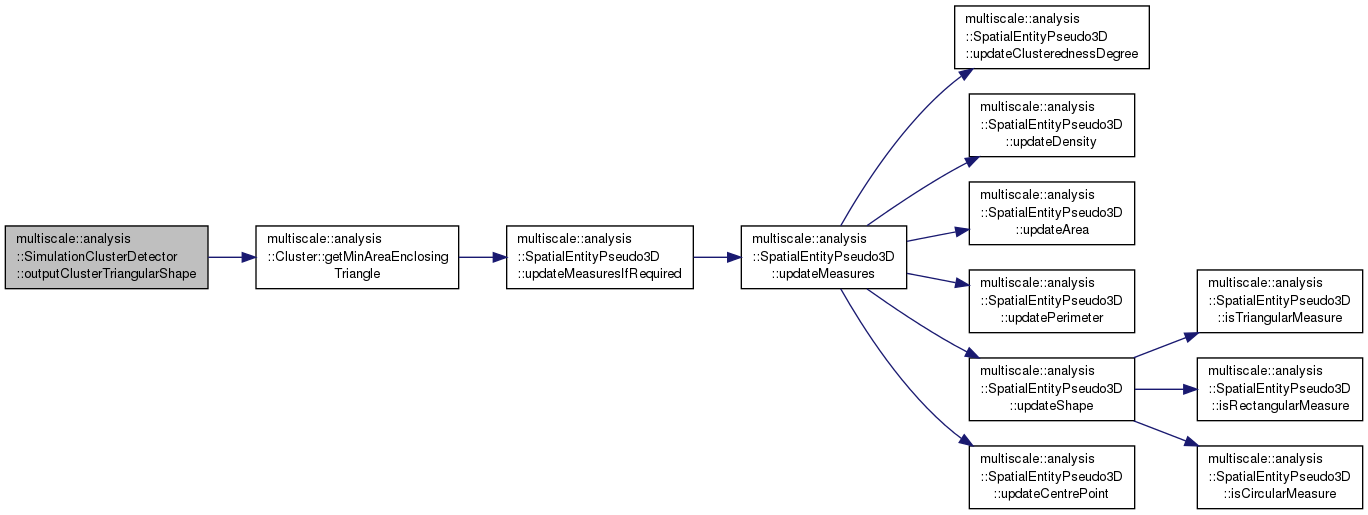 multiscale::analysis
::SimulationClusterDetector
::outputClusterTriangularShape
multiscale::analysis
::Cluster::getMinAreaEnclosing
Triangle
multiscale::analysis
::SpatialEntityPseudo3D
::updateMeasuresIfRequired
multiscale::analysis
::SpatialEntityPseudo3D
::updateMeasures
multiscale::analysis
::SpatialEntityPseudo3D
::updateClusterednessDegree
multiscale::analysis
::SpatialEntityPseudo3D
::updateDensity
multiscale::analysis
::SpatialEntityPseudo3D
::updateArea
multiscale::analysis
::SpatialEntityPseudo3D
::updatePerimeter
multiscale::analysis
::SpatialEntityPseudo3D
::updateShape
multiscale::analysis
::SpatialEntityPseudo3D
::updateCentrePoint
multiscale::analysis
::SpatialEntityPseudo3D
::isTriangularMeasure
multiscale::analysis
::SpatialEntityPseudo3D
::isRectangularMeasure
multiscale::analysis
::SpatialEntityPseudo3D
::isCircularMeasure